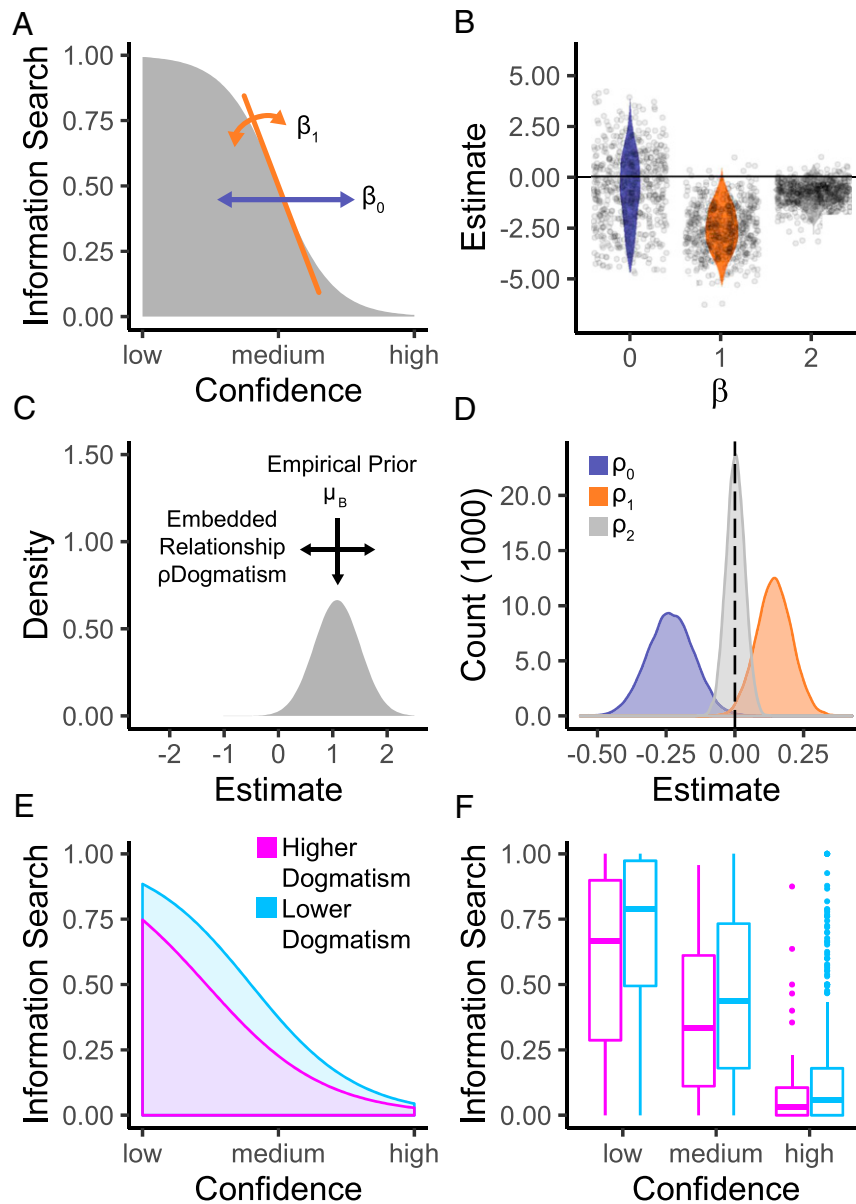 A
Information Search
1.00
0.75
0.50
0.25
0.00
β1
β0
low
medium
high
Confidence
B
Estimate
5.00
2.50
0.00
-2.50
-5.00
0
1
2
β
C
Density
1.50
1.00
0.50
0.00
Empirical Prior
μB
Embedded
Relationship
ρDogmatism
-2
-1
0
1
2
Estimate
D
Count (1000)
20.0
15.0
10.0
5.0
0.0
ρ0
ρ1
ρ2
-0.50
-0.25
0.00
0.25
Estimate
E
Information Search
1.00
0.75
0.50
0.25
0.00
Higher
Dogmatism
Lower
Dogmatism
low
medium
high
Confidence
F
Information Search
1.00
0.75
0.50
0.25
0.00
low
medium
high
Confidence